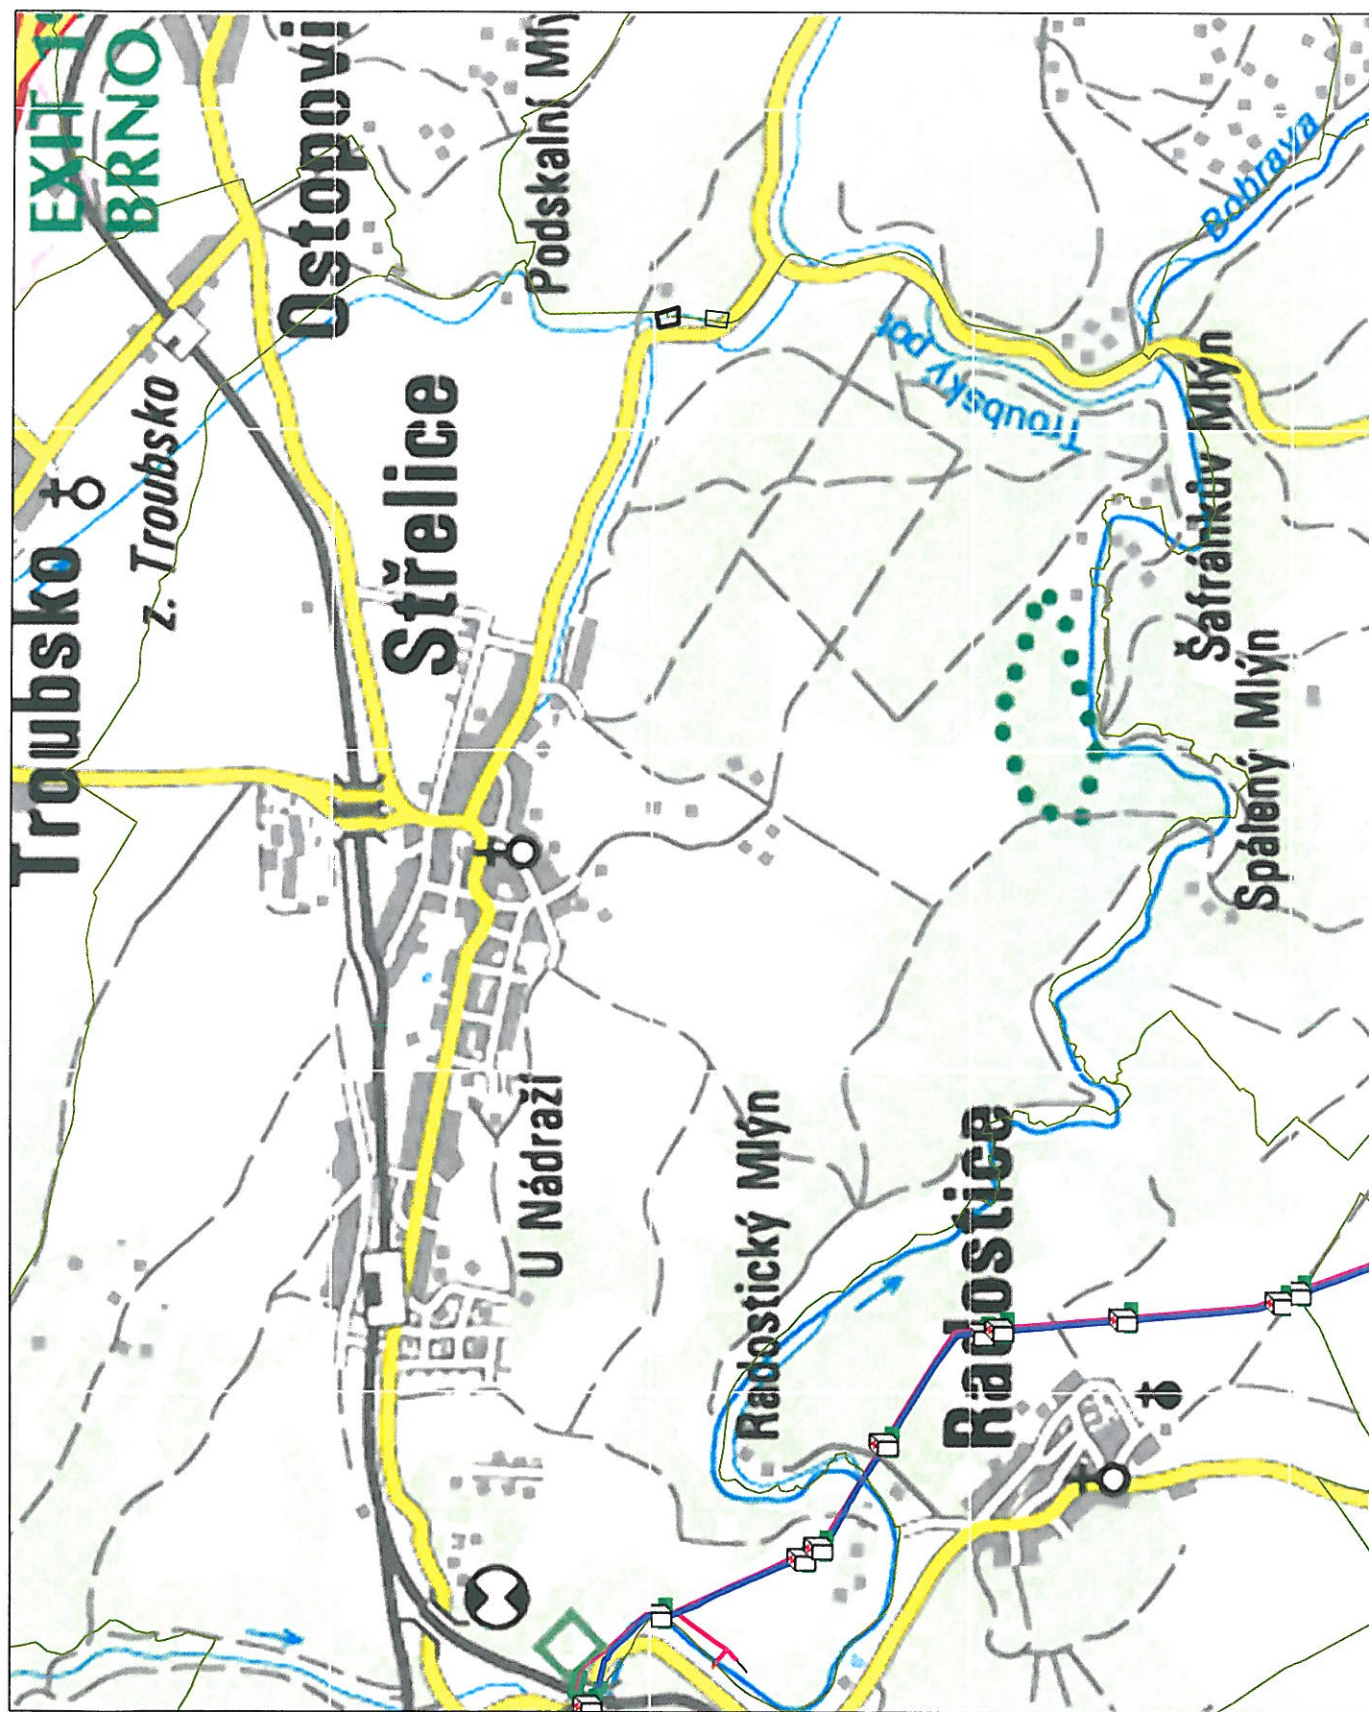 EXIT 1
BRNO
Ostopovi
Podskalní Mlý
Bobrava
Troubsko
z. Troubsko
Střelice
Troubský pot
Šafránkův Mlýn
Spálený Mlýn
U Nádraží
Radostický Mlýn
Radostice